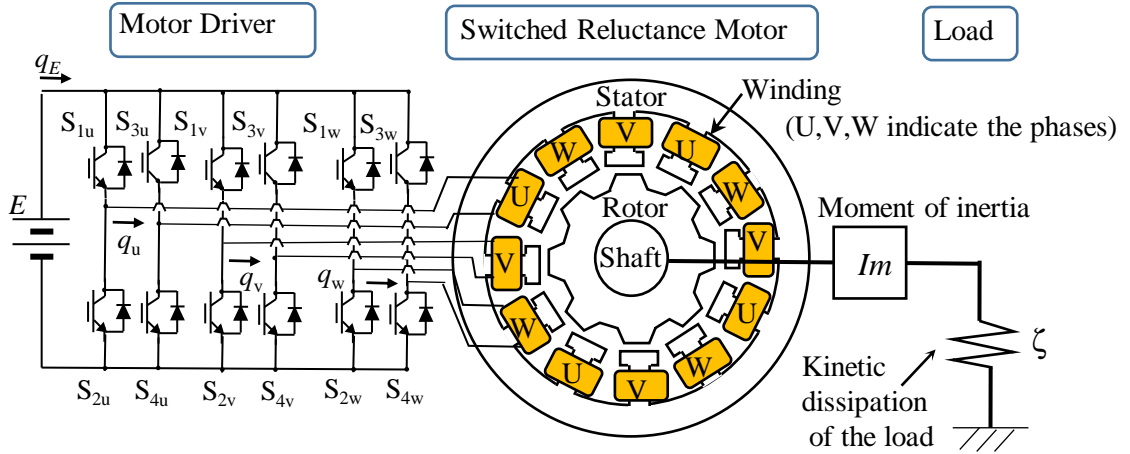 Motor Driver
Switched Reluctance Motor
Load
qE
S1u
S3u
S1v
S3v
S1w
S3w
Stator
Winding
(U,V,W indicate the phases)
V
U
W
W
U
V
W
U
V
W
U
V
Rotor
Shaft
E
qu
qv
qw
Moment of inertia
Im
ζ
S2u
S4u
S2v
S4v
S2w
S4w
Kinetic
dissipation
of the load